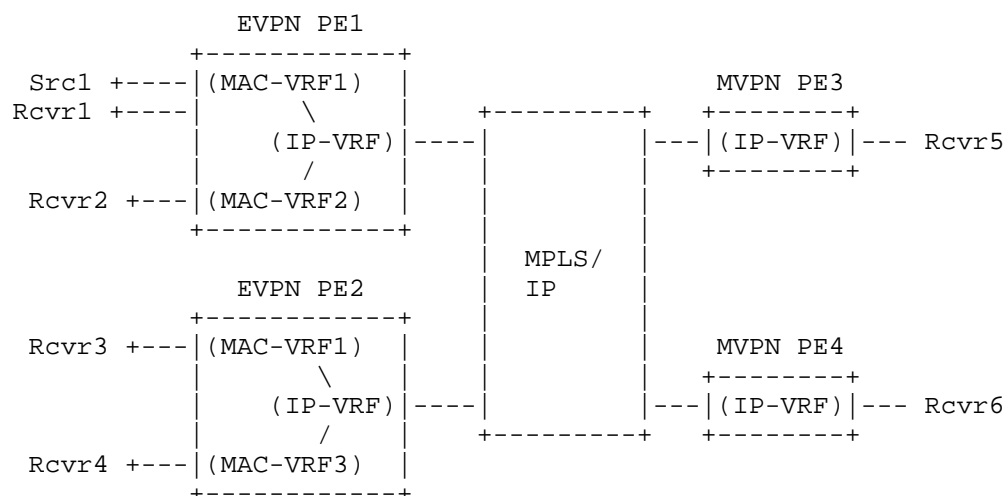 EVPN PE1
+------------+
Src1 +----|(MAC-VRF1) | MVPN PE3
Rcvr1 +----| \ | +---------+ +--------+
| (IP-VRF)|----| |---|(IP-VRF)|--- Rcvr5
| / | | | +--------+
Rcvr2 +---|(MAC-VRF2) | | |
+------------+ | |
| MPLS/ |
EVPN PE2 | IP |
+------------+ | |
Rcvr3 +---|(MAC-VRF1) | | | MVPN PE4
| \ | | | +--------+
| (IP-VRF)|----| |---|(IP-VRF)|--- Rcvr6
| / | +---------+ +--------+
Rcvr4 +---|(MAC-VRF3) |
+------------+